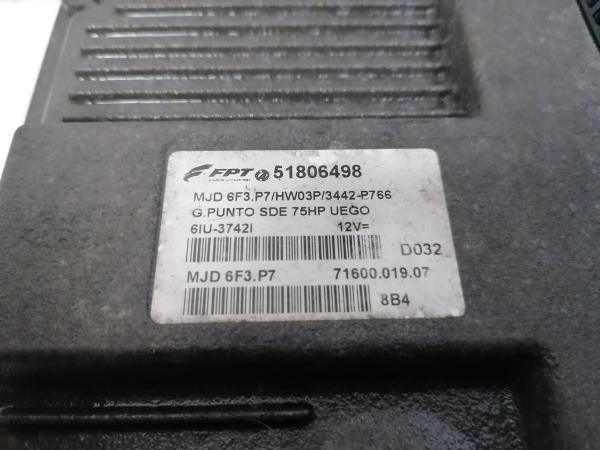 FPT 51806498
MJD 6F3.P7/HW03P/3442-P766
G.PUNTO SDE 75HP UEGO
6IU-3742I 12V=
D032
MJD 6F3.P7 71600.019.07
8B4